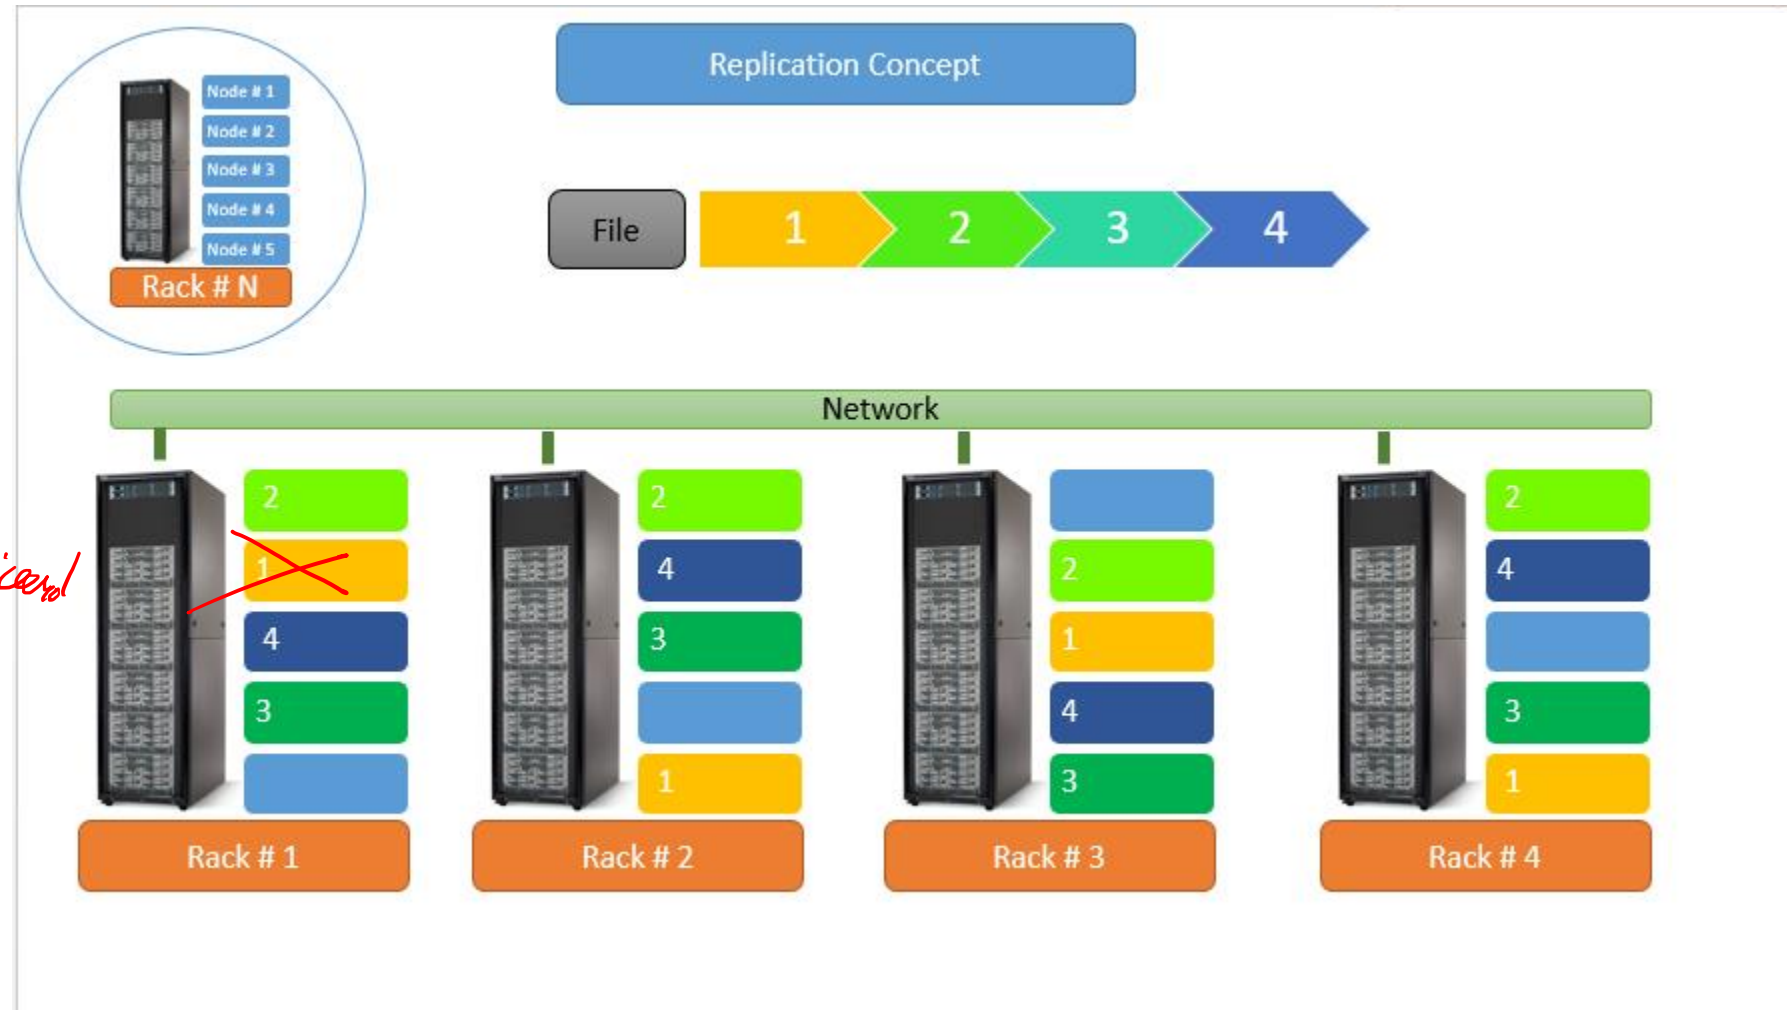 Replication Concept
Node # 1
Node # 2
Node # 3
Node # 4
Node # 5
Rack # N
File 1 2 3 4
Network
2
1
4
3
Rack # 1
2
4
3
1
Rack # 2
2
1
4
3
Rack # 3
2
4
3
1
Rack # 4